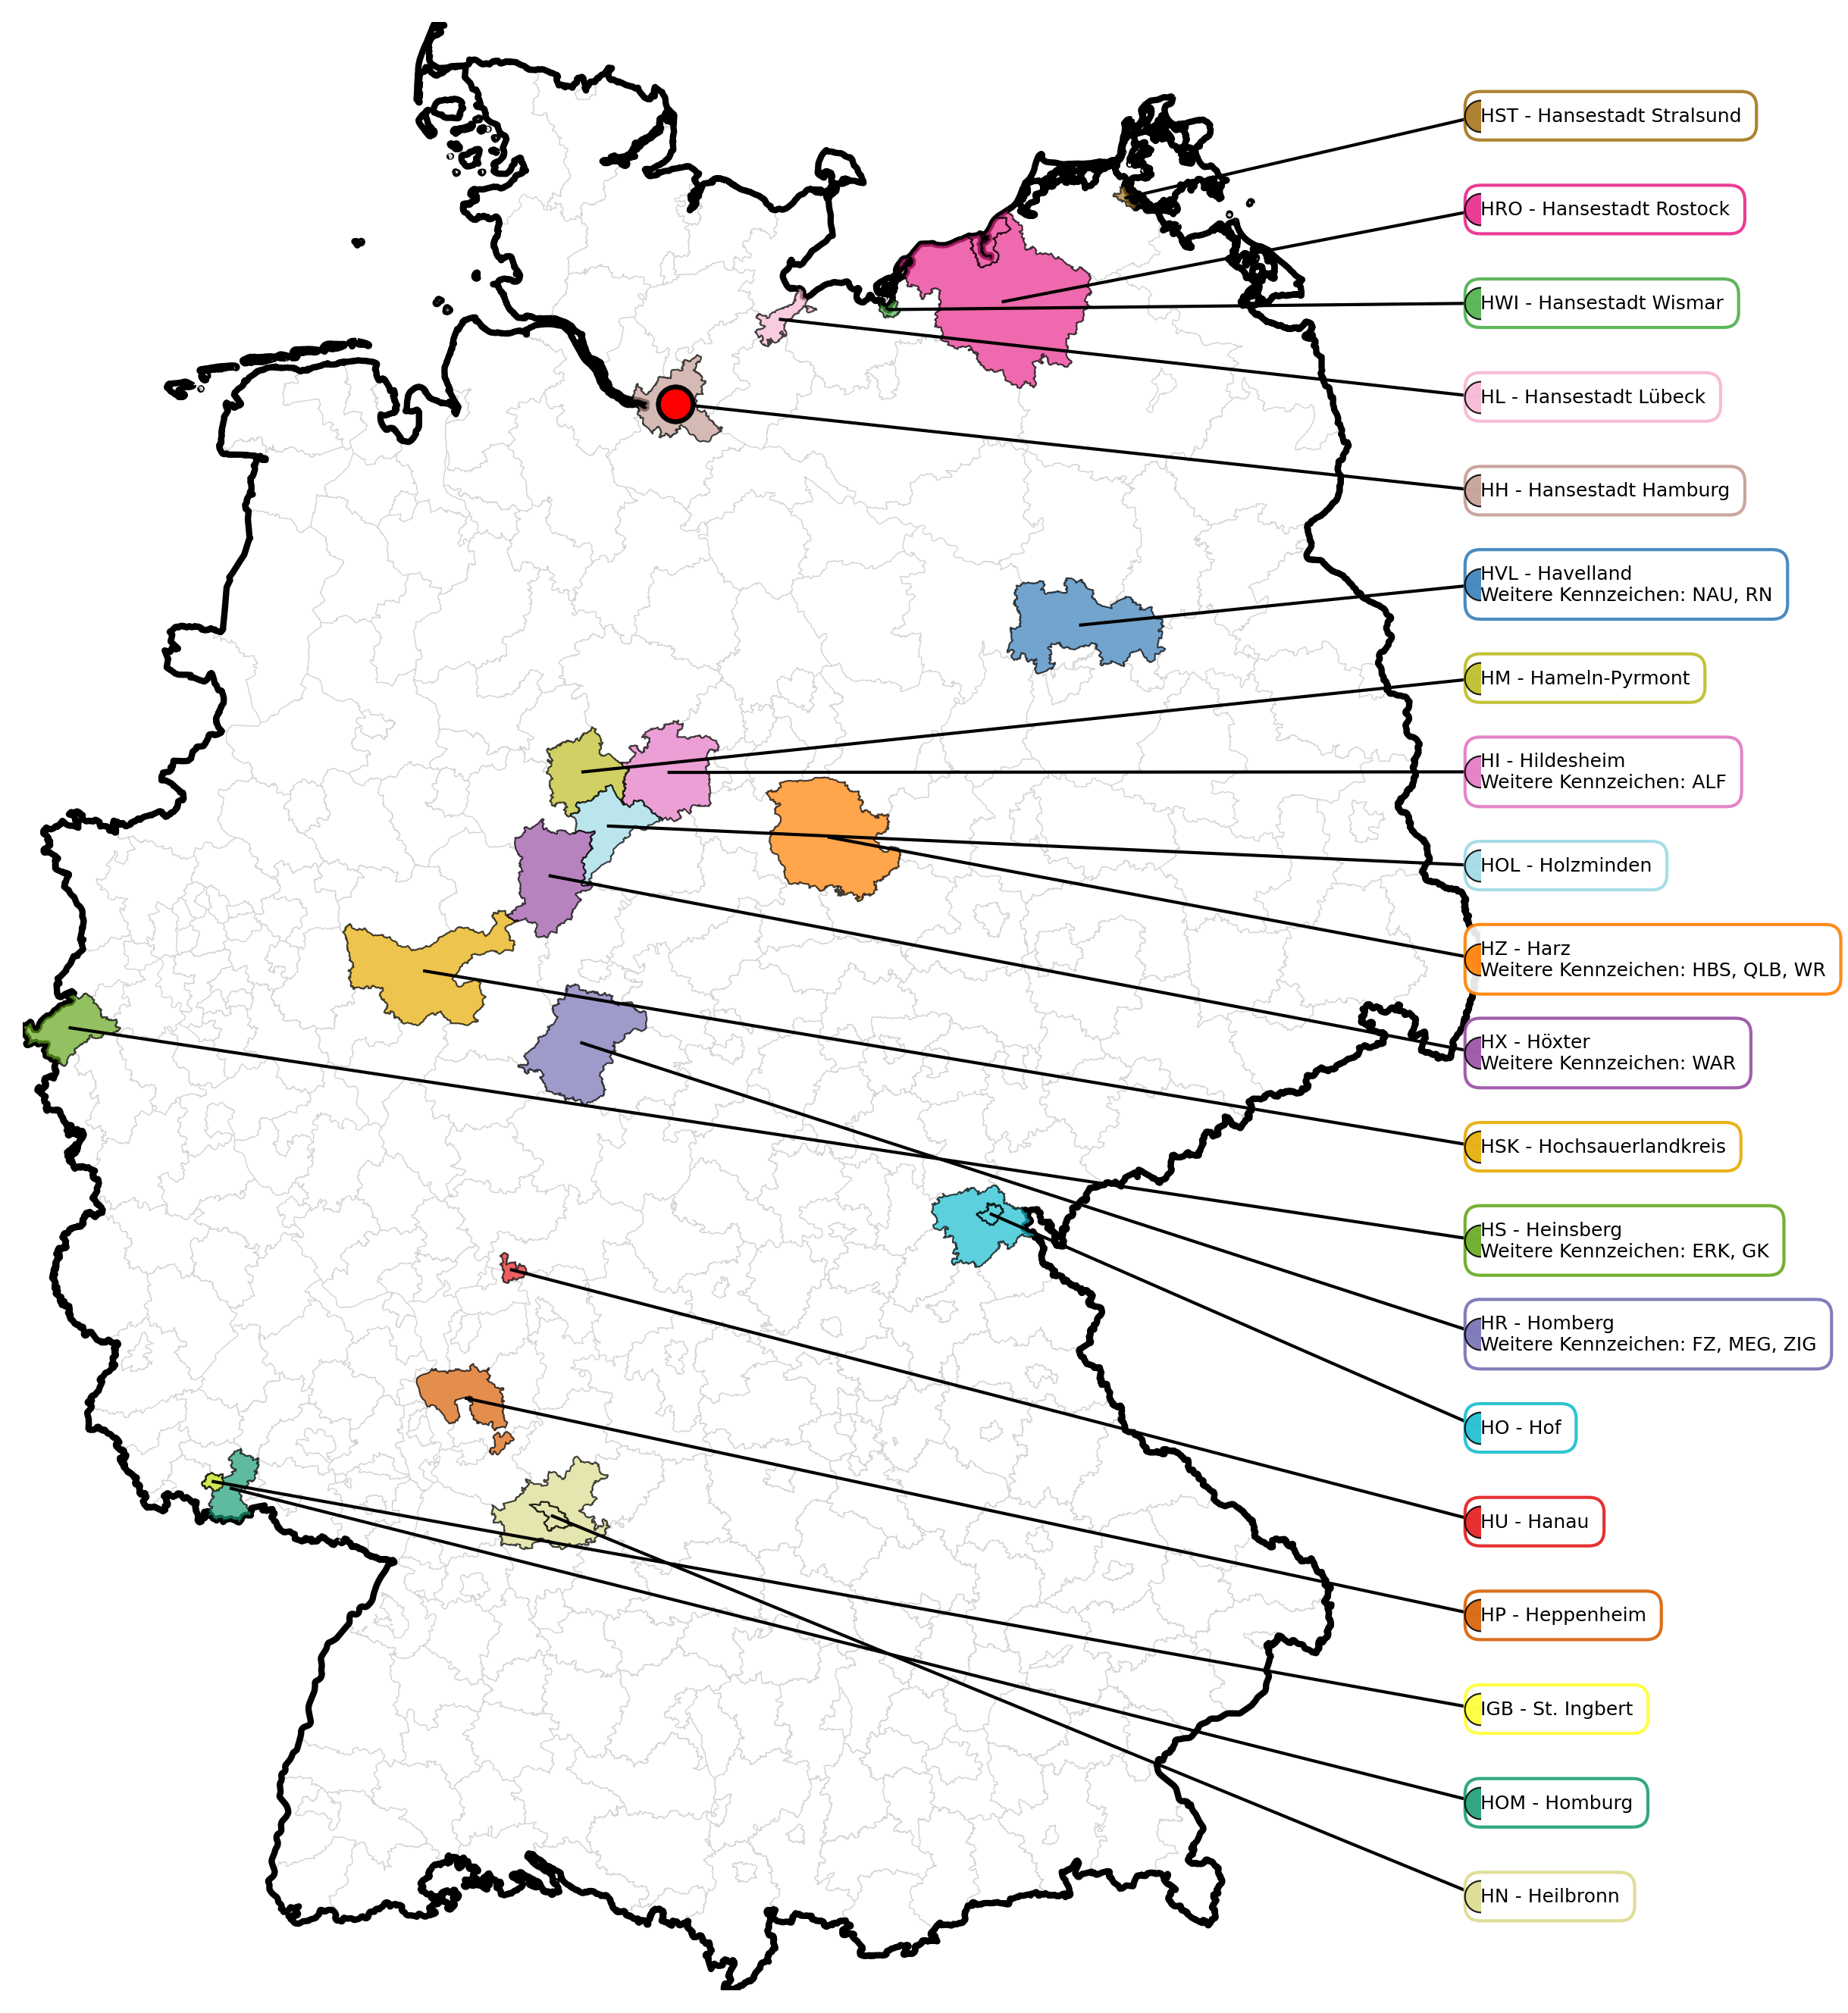 HST - Hansestadt Stralsund
HRO - Hansestadt Rostock
HWI - Hansestadt Wismar
HL - Hansestadt Lübeck
HH - Hansestadt Hamburg
HVL - Havelland
Weitere Kennzeichen: NAU, RN
HM - Hameln-Pyrmont
HI - Hildesheim
Weitere Kennzeichen: ALF
HOL - Holzminden
HZ - Harz
Weitere Kennzeichen: HBS, QLB, WR
HX - Höxter
Weitere Kennzeichen: WAR
HSK - Hochsauerlandkreis
HS - Heinsberg
Weitere Kennzeichen: ERK, GK
HR - Homberg
Weitere Kennzeichen: FZ, MEG, ZIG
HO - Hof
HU - Hanau
HP - Heppenheim
IGB - St. Ingbert
HOM - Homburg
HN - Heilbronn